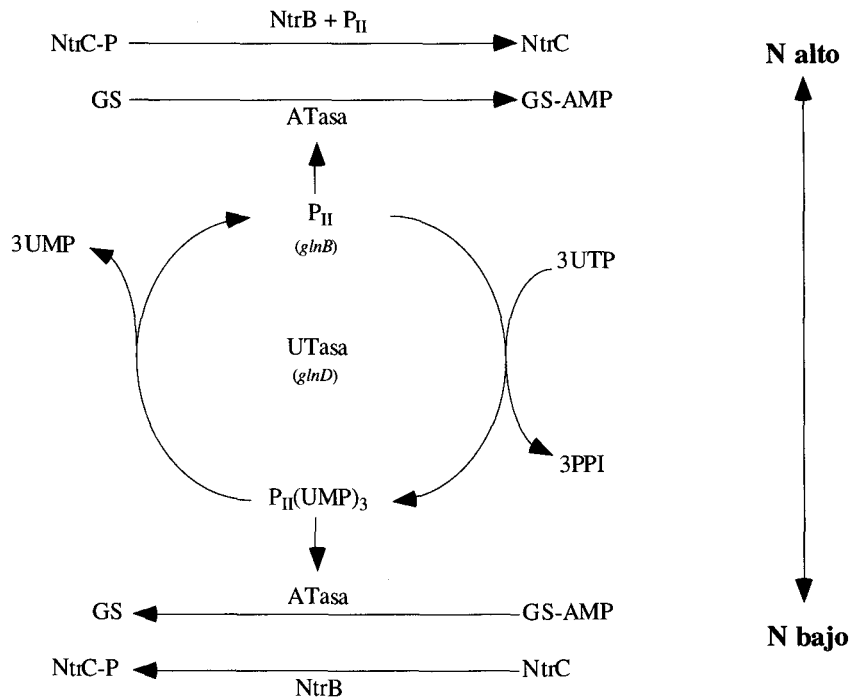 NtrB + PII
NtrC-P NtrC
N alto
GS GS-AMP
ATasa
PII
(glnB)
3UMP 3UTP
UTasa
(glnD)
3PPI
PII(UMP)3
ATasa
GS GS-AMP
N bajo
NtrC-P NtrC
NtrB